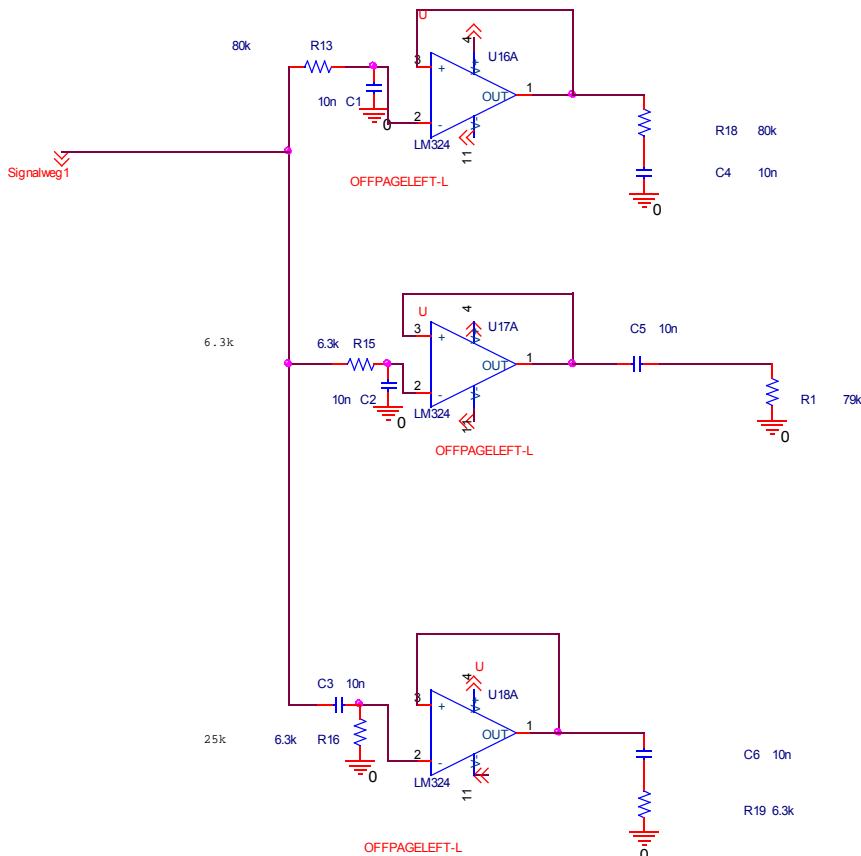 U
80k R13
4
U16A
3
+
V+
10n C1
0
OUT
1
2
-
V-
LM324
11
R18 80k
Signalweg1
C4 10n
OFFPAGELEFT-L
0
U
4
U17A
C5 10n
3
+
V+
6.3k
6.3k R15
OUT
1
2
-
V-
10n C2
LM324
R1 79k
0
11
0
OFFPAGELEFT-L
U
C3 10n
4
U18A
3
+
V+
25k 6.3k R16
OUT
1
2
-
V-
C6 10n
0
LM324
11
R19 6.3k
OFFPAGELEFT-L
0